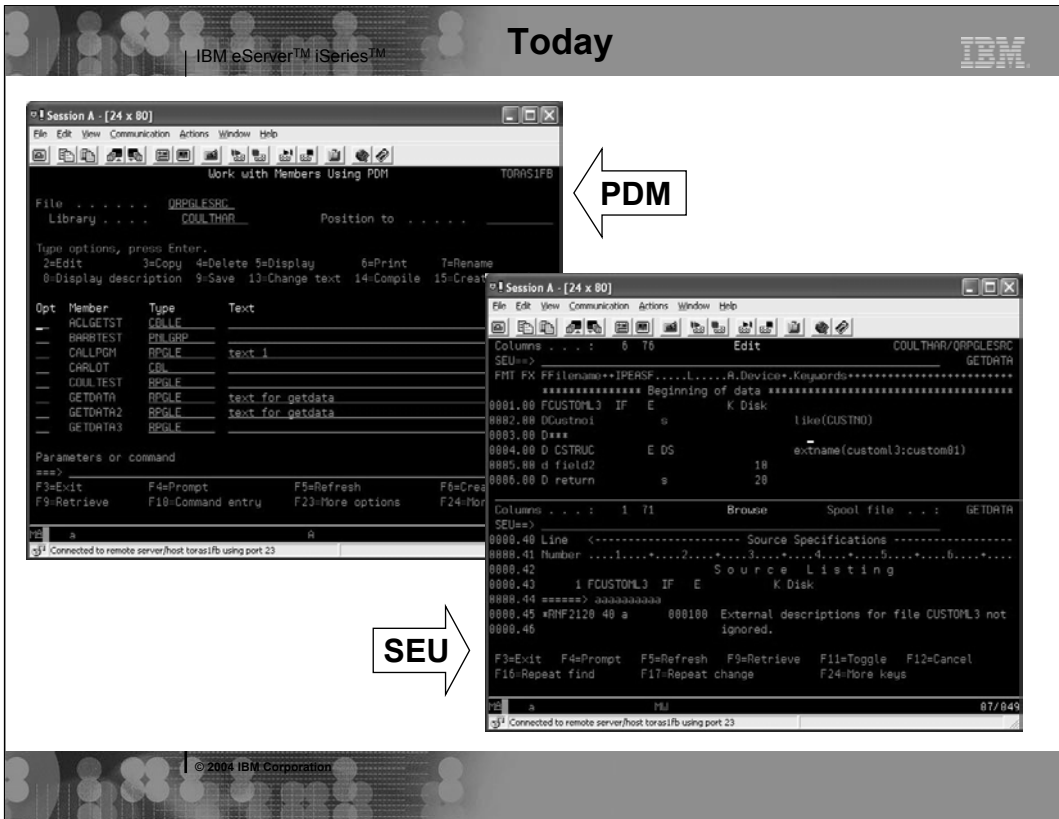 IBM eServer™ iSeries™
Today
IBM
Session A - [24 x 80]
File Edit View Communication Actions Window Help
Work with Members Using PDM TORAS1FB
File . . . . . . QRPGLESRC
Library . . . . COULTHAR Position to . . . . .
Type options, press Enter.
2=Edit 3=Copy 4=Delete 5=Display 6=Print 7=Rename
8=Display description 9=Save 13=Change text 14=Compile 15=Creat
Opt Member Type Text
ACLGETST CBLLE
BARBTEST PNLGRP
CALLPGM RPGLE text 1
CARLOT CBL
COULTEST RPGLE
GETDATA RPGLE text for getdata
GETDATA2 RPGLE text for getdata
GETDATA3 RPGLE
Parameters or command
===>
F3=Exit F4=Prompt F5=Refresh F6=Crea
F9=Retrieve F10=Command entry F23=More options F24=Mor
MA a A
Connected to remote server/host toras1fb using port 23
PDM
Session A - [24 x 80]
File Edit View Communication Actions Window Help
Columns . . . : 6 76 Edit COULTHAR/QRPGLESRC
SEU==> GETDATA
FMT FX FFilename++IPEASF.....L.....A.Device+.Keywords+++++++++++++++++++++++++
*************** Beginning of data *************************************
0001.00 FCUSTOML3 IF E K Disk
0002.00 DCustnoi s like(CUSTNO)
0003.00 D***
0004.00 D CSTRUC E DS extname(customl3:custom01)
0005.00 d field2 10
0006.00 D return s 20
Columns . . . : 1 71 Browse Spool file . . : GETDATA
SEU==>
0000.40 Line <---------------------- Source Specifications -----------------
0000.41 Number ....1....+....2....+....3....+....4....+....5....+....6....+....
0000.42 S o u r c e L i s t i n g
0000.43 1 FCUSTOML3 IF E K Disk
0000.44 ======> aaaaaaaaaa
0000.45 *RNF2120 40 a 000100 External descriptions for file CUSTOML3 not
0000.46 ignored.
F3=Exit F4=Prompt F5=Refresh F9=Retrieve F11=Toggle F12=Cancel
F16=Repeat find F17=Repeat change F24=More keys
MA a MW 07/049
Connected to remote server/host toras1fb using port 23
SEU
© 2004 IBM Corporation